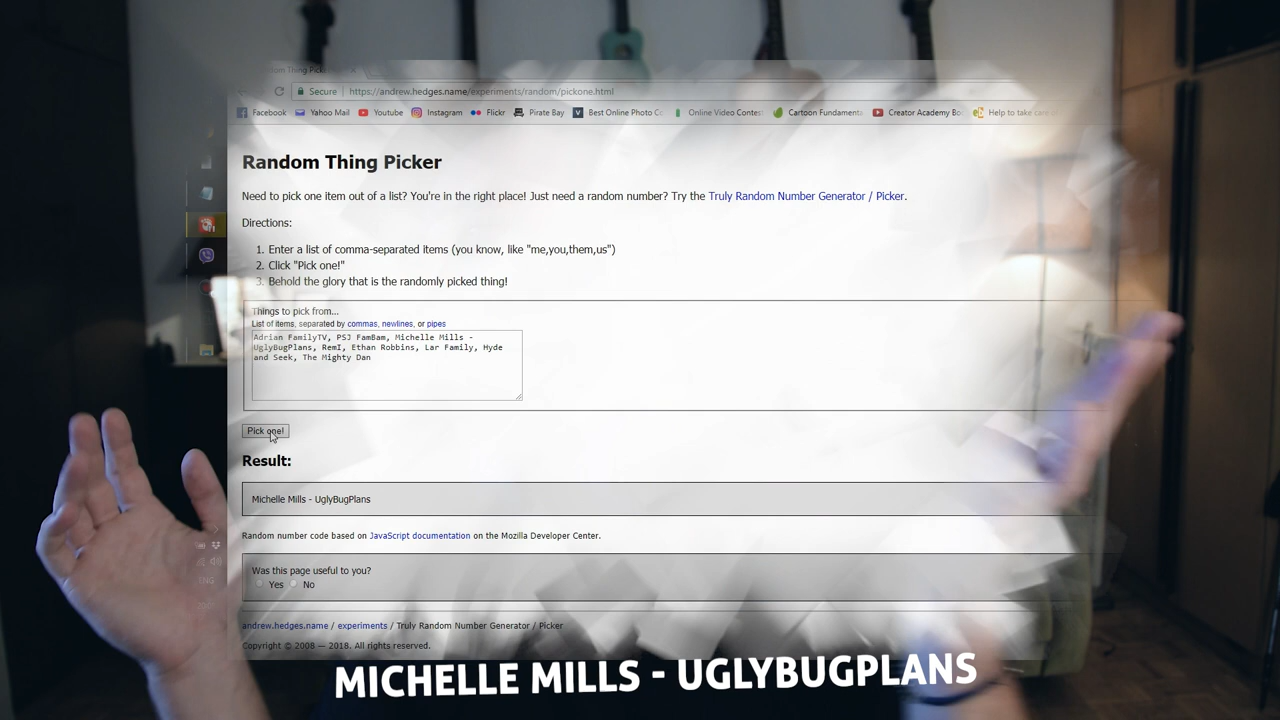 Random Thing Pick
Secure https://andrew.hedges.name/experiments/random/pickone.html
Facebook Yahoo Mail Youtube Instagram Flickr Pirate Bay Best Online Photo Co Online Video Contes Cartoon Fundamenta Creator Academy Bo Help to take care
Random Thing Picker
Need to pick one item out of a list? You're in the right place! Just need a random number? Try the Truly Random Number Generator / Picker.
Directions:
1. Enter a list of comma-separated items (you know, like "me,you,them,us")
2. Click "Pick one!"
3. Behold the glory that is the randomly picked thing!
Things to pick from...
List of items, separated by commas, newlines, or pipes
Adrian FamilyTV, PSJ FamBam, Michelle Mills -
UglyBugPlans, RemI, Ethan Robbins, Lar Family, Hyde
and Seek, The Mighty Dan
Pick one!
Result:
Michelle Mills - UglyBugPlans
Random number code based on JavaScript documentation on the Mozilla Developer Center.
Was this page useful to you?
Yes No
ENG
andrew.hedges.name / experiments / Truly Random Number Generator / Picker
Copyright © 2008 — 2018. All rights reserved.
MICHELLE MILLS - UGLYBUGPLANS